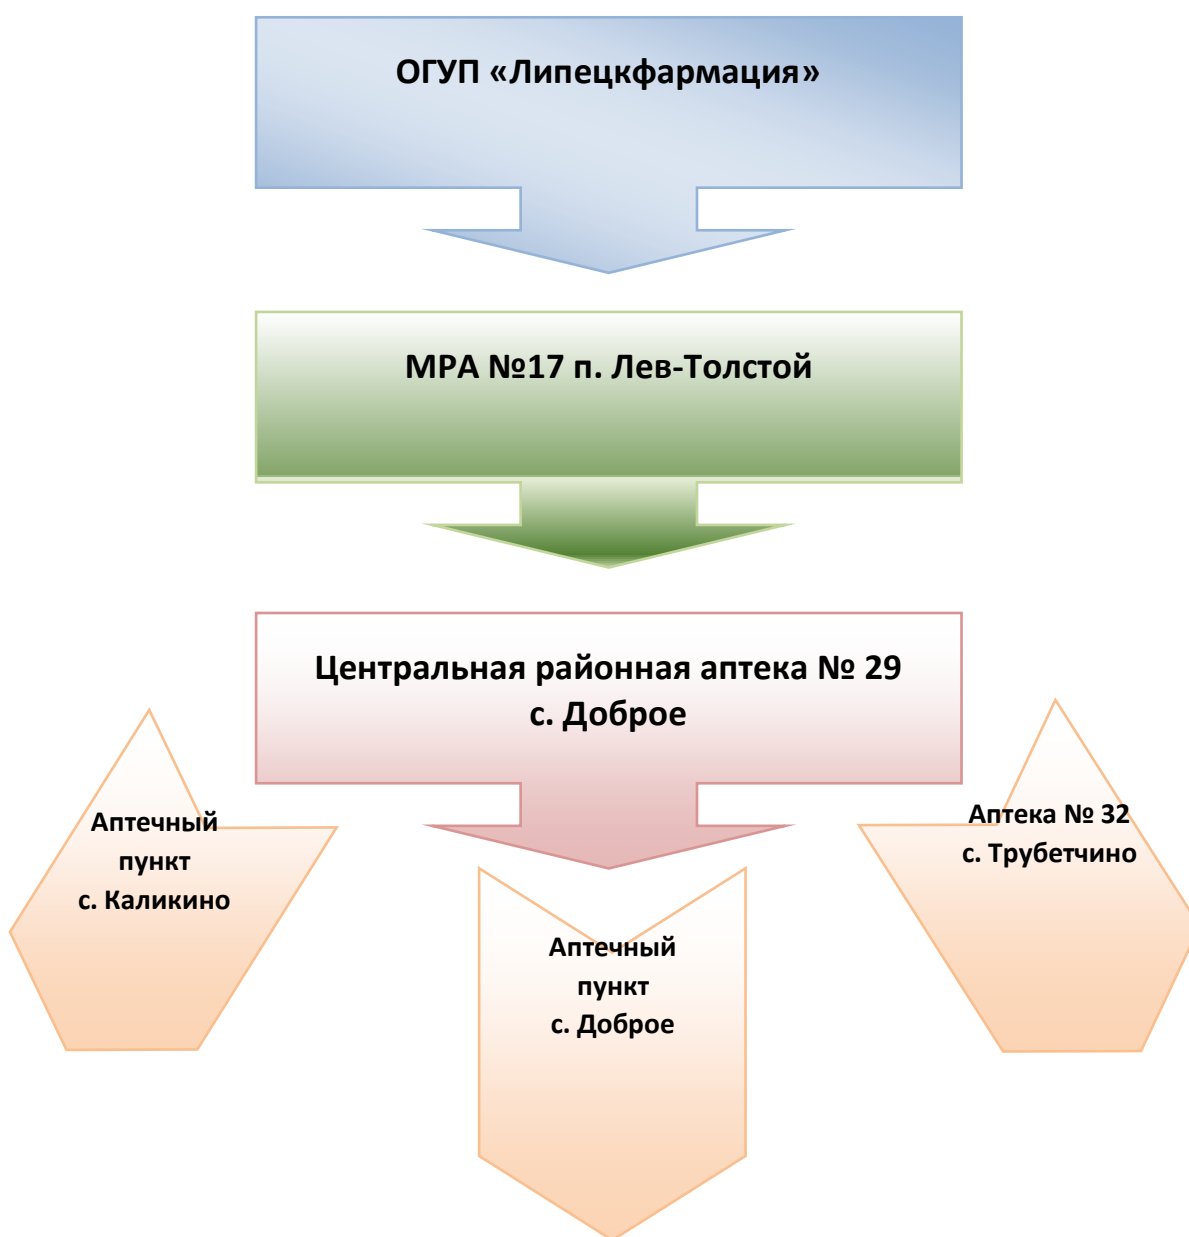 ОГУП «Липецкфармация»
МРА №17 п. Лев-Толстой
Центральная районная аптека № 29
с. Доброе
Аптечный
пункт
с. Каликино
Аптечный
пункт
с. Доброе
Аптека № 32
с. Трубетчино